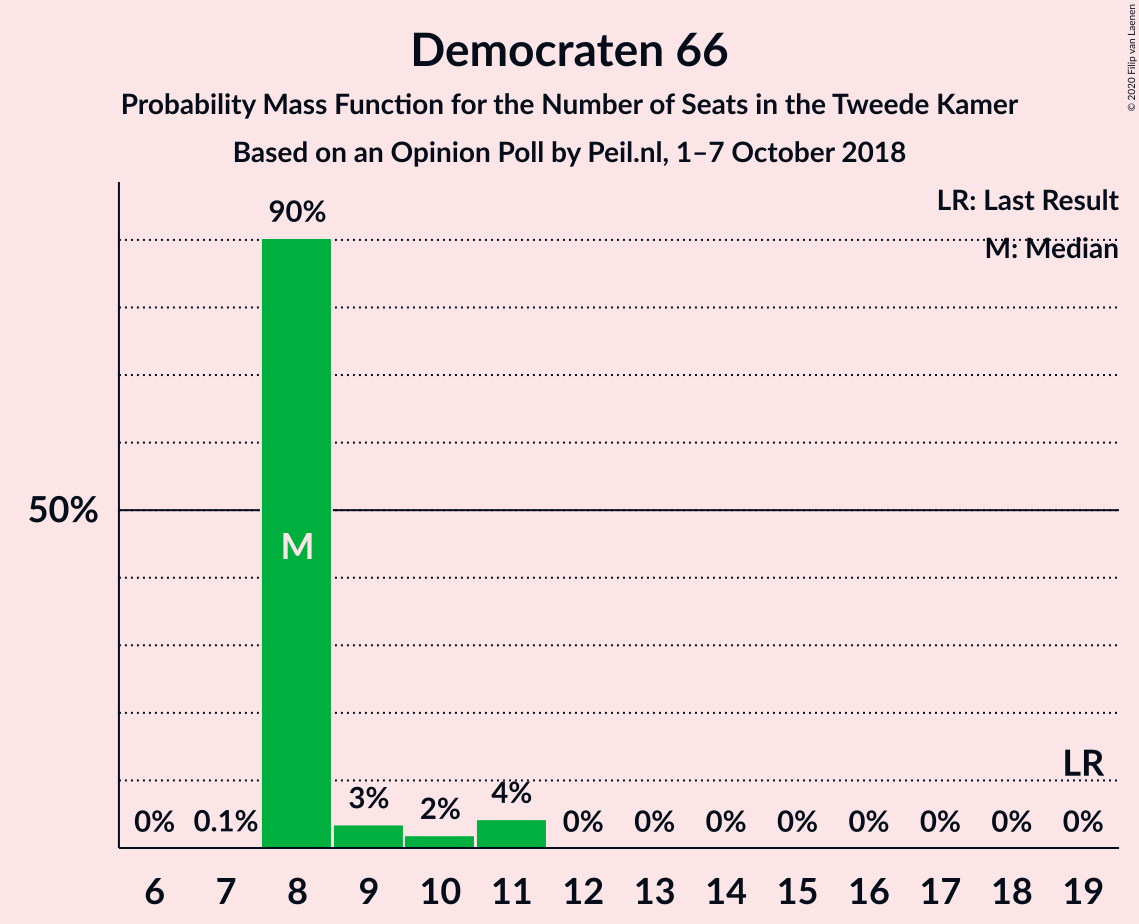 Democraten 66
Probability Mass Function for the Number of Seats in the Tweede Kamer
Based on an Opinion Poll by Peil.nl, 1–7 October 2018
© 2020 Filip van Laenen
LR: Last Result
M: Median
90%
50%
M
LR
0% 0.1% 3% 2% 4% 0% 0% 0% 0% 0% 0% 0% 0%
6 7 8 9 10 11 12 13 14 15 16 17 18 19